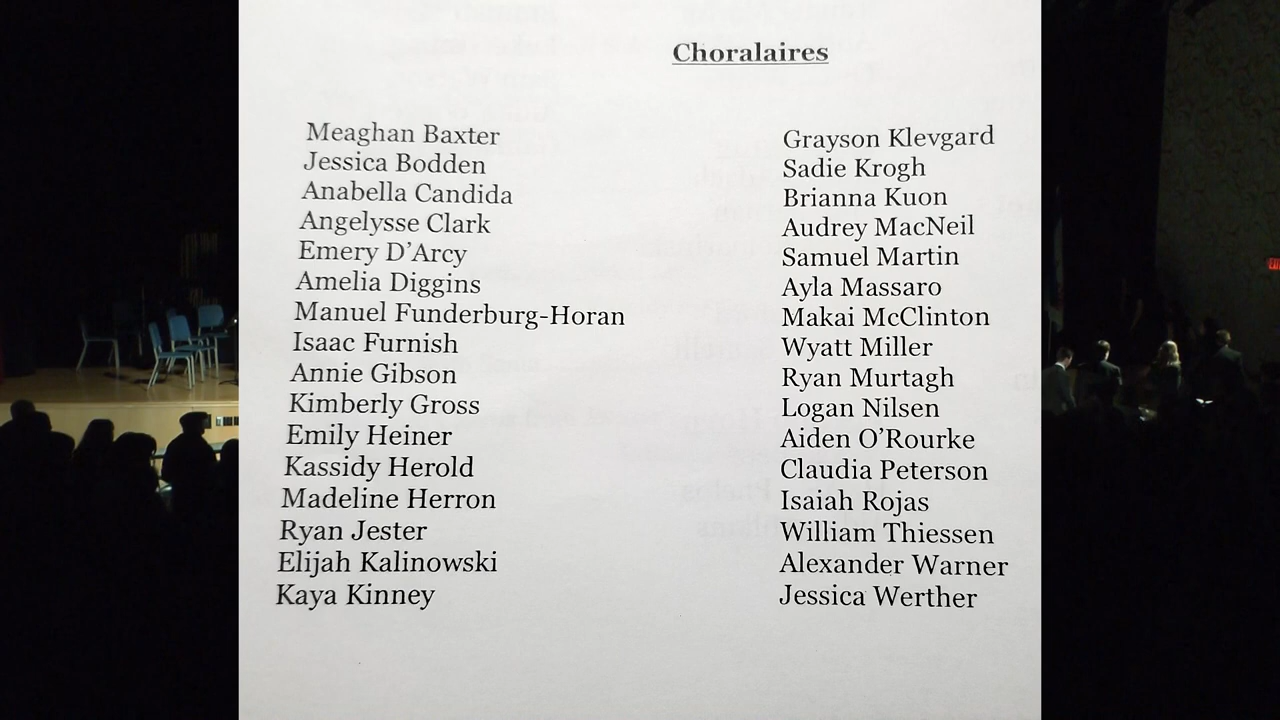 Choralaires
Meaghan Baxter
Jessica Bodden
Anabella Candida
Angelysse Clark
Emery D’Arcy
Amelia Diggins
Manuel Funderburg-Horan
Isaac Furnish
Annie Gibson
Kimberly Gross
Emily Heiner
Kassidy Herold
Madeline Herron
Ryan Jester
Elijah Kalinowski
Kaya Kinney
Grayson Klevgard
Sadie Krogh
Brianna Kuon
Audrey MacNeil
Samuel Martin
Ayla Massaro
Makai McClinton
Wyatt Miller
Ryan Murtagh
Logan Nilsen
Aiden O’Rourke
Claudia Peterson
Isaiah Rojas
William Thiessen
Alexander Warner
Jessica Werther